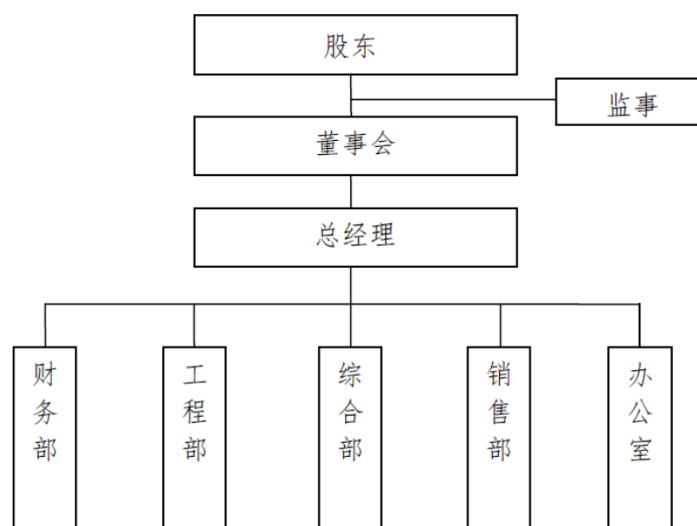 股东
监事
董事会
总经理
财务部
工程部
综合部
销售部
办公室